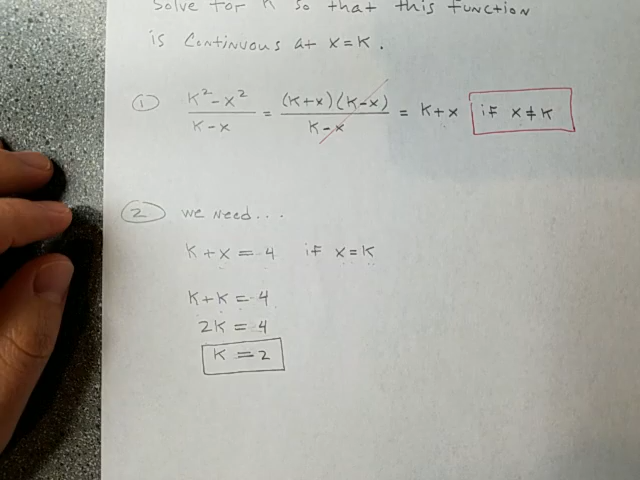 Solve for K so that this function
is continuous at x=K.
① K²-x² / K-x = (K+x)(K-x) / K-x = K+x if x≠K
② We Need...
K+x=4 if x=K
K+K=4
2K=4
K=2